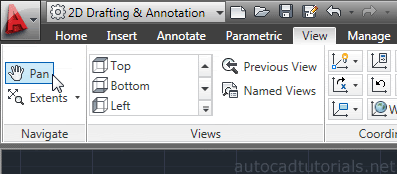 2D Drafting & Annotation
Home Insert Annotate Parametric View Manage
Pan
Extents
Navigate
Top
Bottom
Left
Previous View
Named Views
Views
W
Coordin
autocadtutorials.net